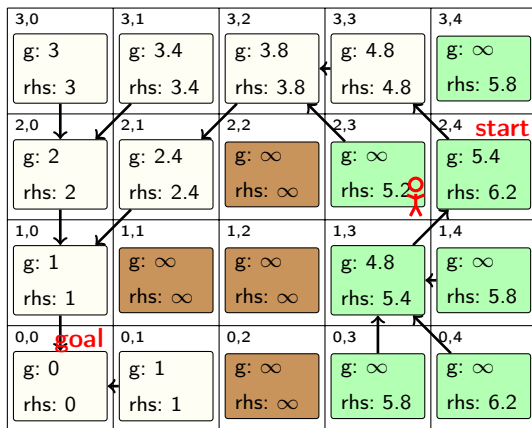 3,0 3,1 3,2 3,3 3,4
g: 3 g: 3.4 g: 3.8 g: 4.8 g: ∞
rhs: 3 rhs: 3.4 rhs: 3.8 rhs: 4.8 rhs: 5.8
2,0 2,1 2,2 2,3 2,4 start
g: 2 g: 2.4 g: ∞ g: ∞ g: 5.4
rhs: 2 rhs: 2.4 rhs: ∞ rhs: 5.2 rhs: 6.2
1,0 1,1 1,2 1,3 1,4
g: 1 g: ∞ g: ∞ g: 4.8 g: ∞
rhs: 1 rhs: ∞ rhs: ∞ rhs: 5.4 rhs: 5.8
0,0 goal 0,1 0,2 0,3 0,4
g: 0 g: 1 g: ∞ g: ∞ g: ∞
rhs: 0 rhs: 1 rhs: ∞ rhs: 5.8 rhs: 6.2